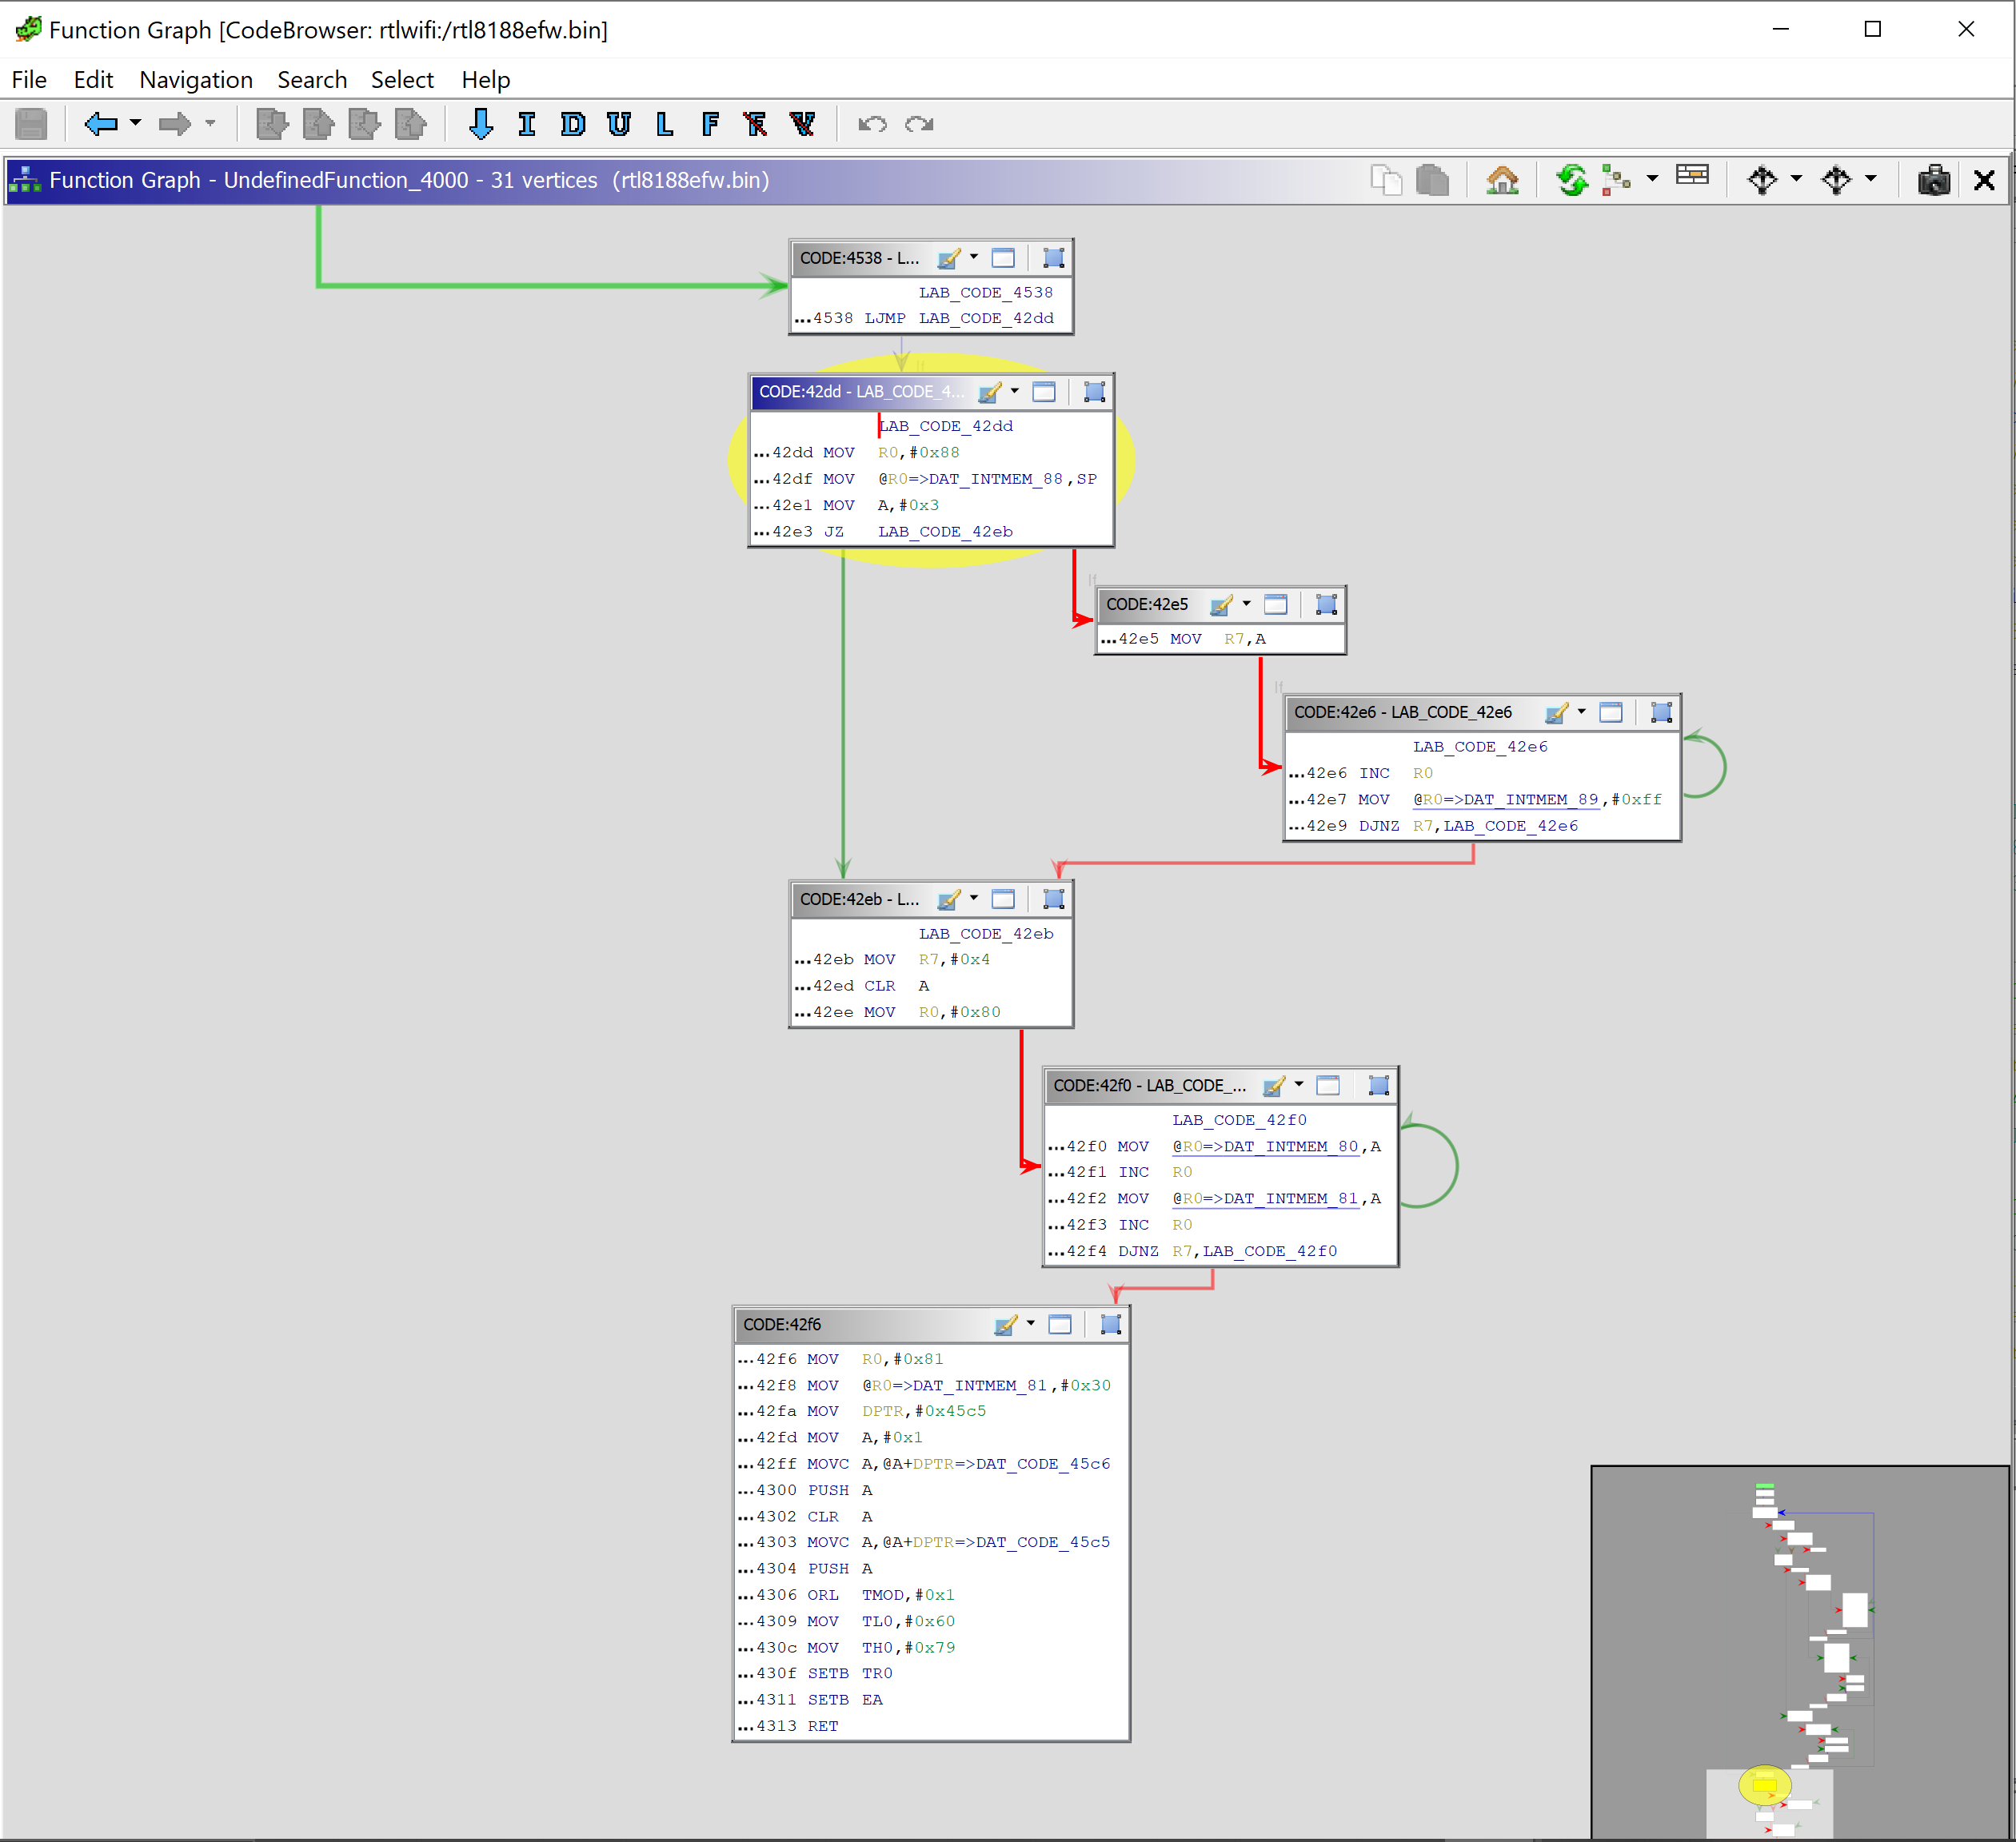 Function Graph [CodeBrowser: rtlwifi:/rtl8188efw.bin]
File Edit Navigation Search Select Help
I D U L F F V
Function Graph - UndefinedFunction_4000 - 31 vertices (rtl8188efw.bin)
CODE:4538 - L...
LAB_CODE_4538
...4538 LJMP LAB_CODE_42dd
CODE:42dd - LAB_CODE_4...
LAB_CODE_42dd
...42dd MOV R0,#0x88
...42df MOV @R0=>DAT_INTMEM_88,SP
...42e1 MOV A,#0x3
...42e3 JZ LAB_CODE_42eb
If
CODE:42e5
...42e5 MOV R7,A
If
CODE:42e6 - LAB_CODE_42e6
LAB_CODE_42e6
...42e6 INC R0
...42e7 MOV @R0=>DAT_INTMEM_89,#0xff
...42e9 DJNZ R7,LAB_CODE_42e6
CODE:42eb - L...
LAB_CODE_42eb
...42eb MOV R7,#0x4
...42ed CLR A
...42ee MOV R0,#0x80
CODE:42f0 - LAB_CODE_...
LAB_CODE_42f0
...42f0 MOV @R0=>DAT_INTMEM_80,A
...42f1 INC R0
...42f2 MOV @R0=>DAT_INTMEM_81,A
...42f3 INC R0
...42f4 DJNZ R7,LAB_CODE_42f0
CODE:42f6
...42f6 MOV R0,#0x81
...42f8 MOV @R0=>DAT_INTMEM_81,#0x30
...42fa MOV DPTR,#0x45c5
...42fd MOV A,#0x1
...42ff MOVC A,@A+DPTR=>DAT_CODE_45c6
...4300 PUSH A
...4302 CLR A
...4303 MOVC A,@A+DPTR=>DAT_CODE_45c5
...4304 PUSH A
...4306 ORL TMOD,#0x1
...4309 MOV TL0,#0x60
...430c MOV TH0,#0x79
...430f SETB TR0
...4311 SETB EA
...4313 RET